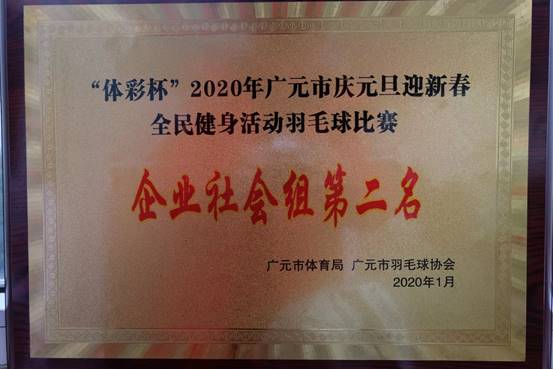 “体彩杯”2020年广元市庆元旦迎新春
全民健身活动羽毛球比赛
企业社会组第二名
广元市体育局 广元市羽毛球协会
2020年1月